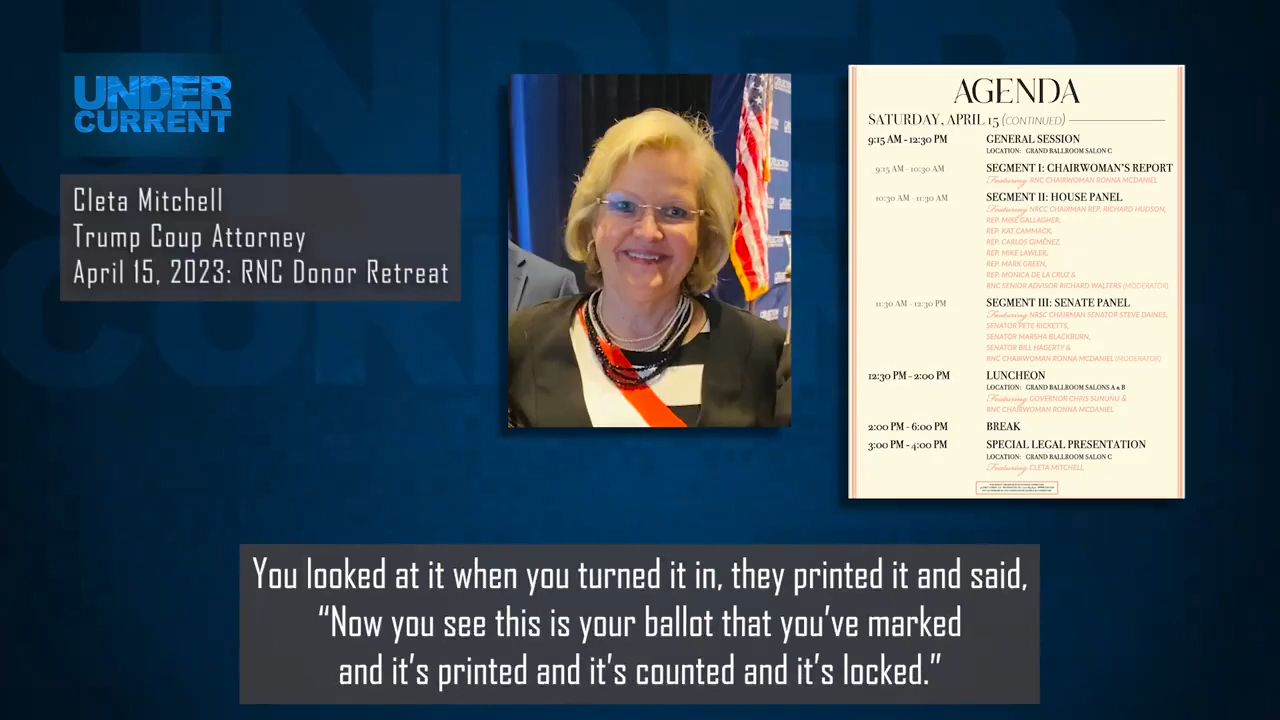 UNDER
CURRENT
Cleta Mitchell
Trump Coup Attorney
April 15, 2023: RNC Donor Retreat
AGENDA
SATURDAY, APRIL 15 (CONTINUED)
9:15 AM - 12:30 PM GENERAL SESSION
LOCATION: GRAND BALLROOM SALON C
9:15 AM - 10:30 AM SEGMENT I: CHAIRWOMAN'S REPORT
Featuring RNC CHAIRWOMAN RONNA MCDANIEL
10:30 AM - 11:30 AM SEGMENT II: HOUSE PANEL
Featuring NRCC CHAIRMAN REP. RICHARD HUDSON,
REP. MIKE GALLAGHER,
REP. KAT CAMMACK,
REP. CARLOS GIMÉNEZ,
REP. MIKE LAWLER,
REP. MARK GREEN,
REP. MONICA DE LA CRUZ &
RNC SENIOR ADVISOR RICHARD WALTERS (MODERATOR)
11:30 AM - 12:30 PM SEGMENT III: SENATE PANEL
Featuring NRSC CHAIRMAN SENATOR STEVE DAINES,
SENATOR PETE RICKETTS,
SENATOR MARSHA BLACKBURN,
SENATOR BILL HAGERTY &
RNC CHAIRWOMAN RONNA MCDANIEL (MODERATOR)
12:30 PM - 2:00 PM LUNCHEON
LOCATION: GRAND BALLROOM SALONS A & B
Featuring GOVERNOR CHRIS SUNUNU &
RNC CHAIRWOMAN RONNA MCDANIEL
2:00 PM - 6:00 PM BREAK
3:00 PM - 4:00 PM SPECIAL LEGAL PRESENTATION
LOCATION: GRAND BALLROOM SALON C
Featuring CLETA MITCHELL
You looked at it when you turned it in, they printed it and said,
“Now you see this is your ballot that you’ve marked
and it’s printed and it’s counted and it’s locked.”